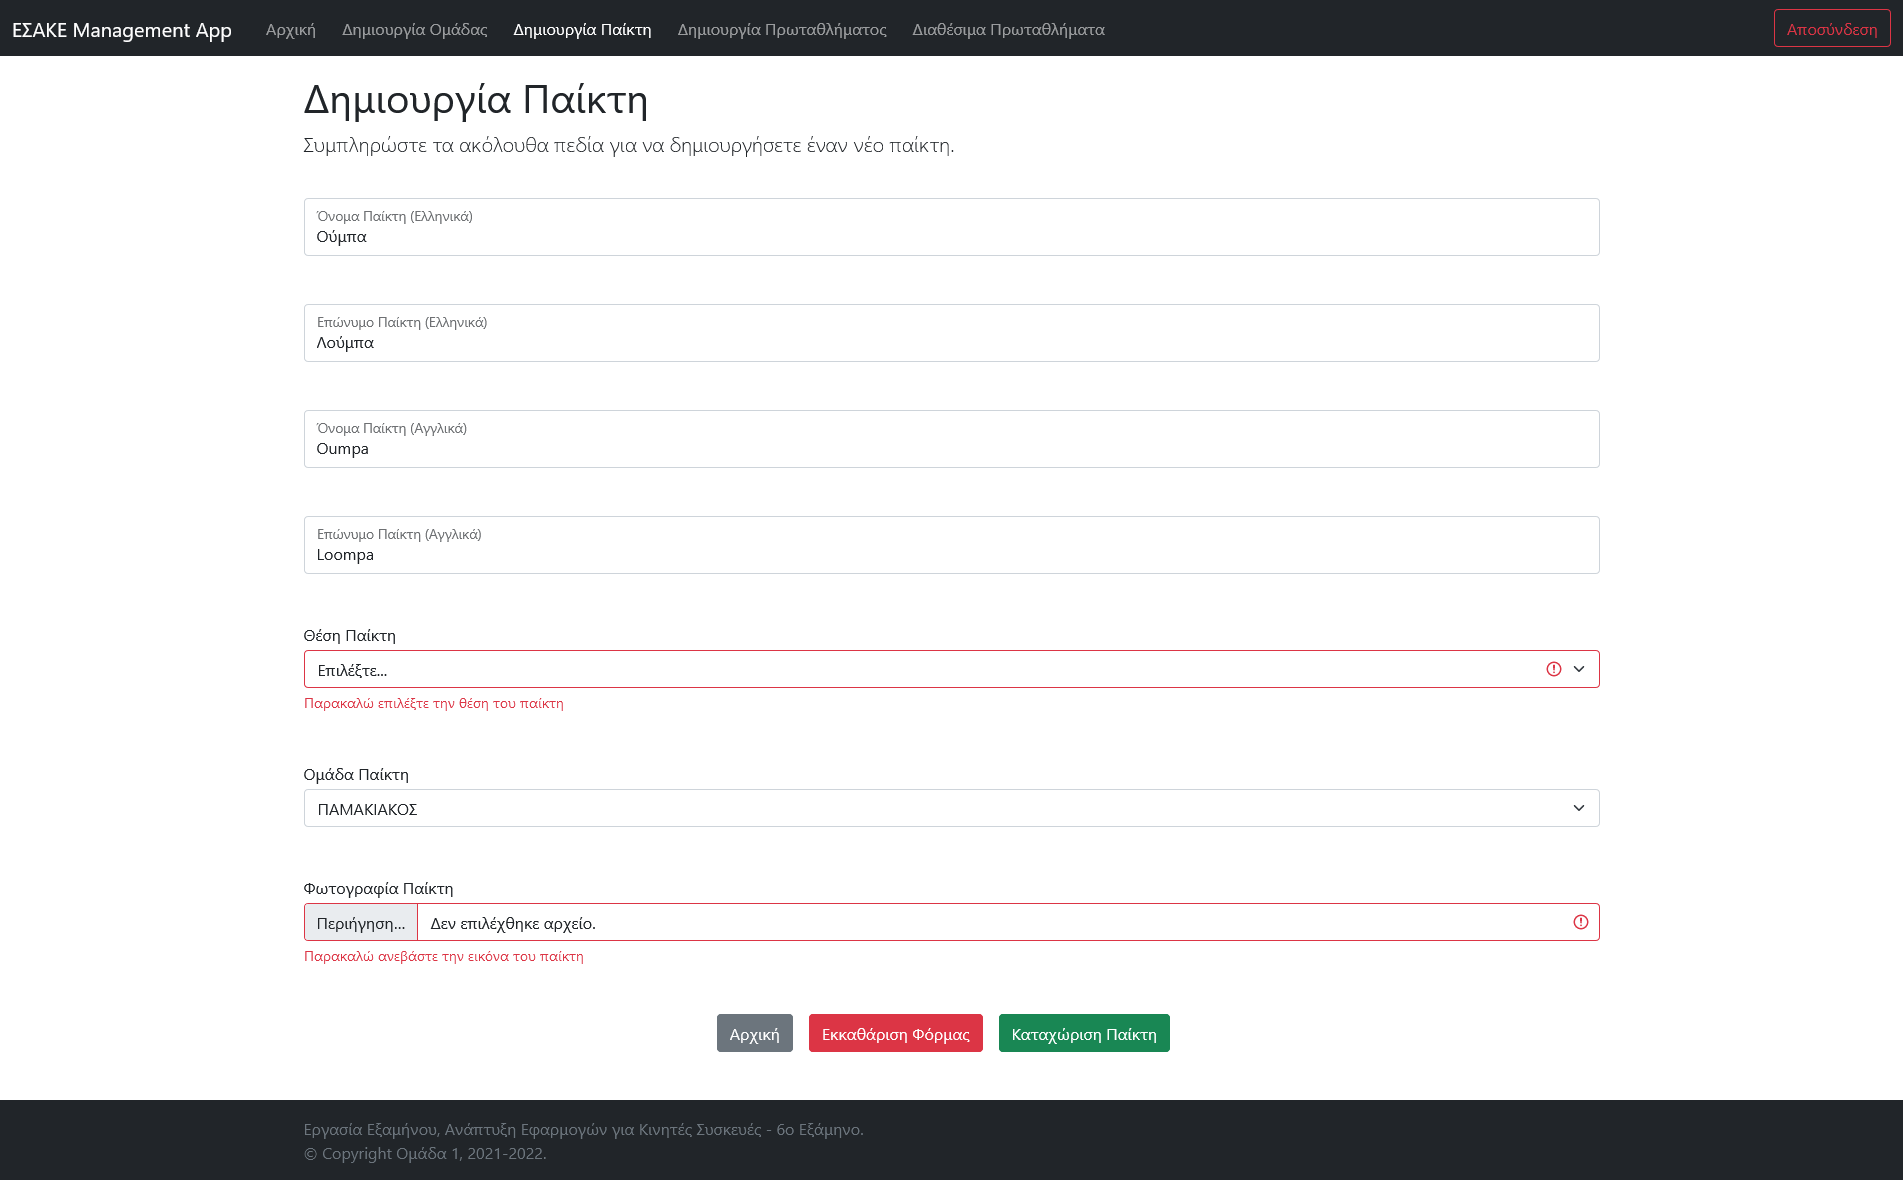 ΕΣΑΚΕ Management App Αρχική Δημιουργία Ομάδας Δημιουργία Παίκτη Δημιουργία Πρωταθλήματος Διαθέσιμα Πρωταθλήματα Αποσύνδεση
Δημιουργία Παίκτη
Συμπληρώστε τα ακόλουθα πεδία για να δημιουργήσετε έναν νέο παίκτη.
Όνομα Παίκτη (Ελληνικά)
Ούμπα
Επώνυμο Παίκτη (Ελληνικά)
Λούμπα
Όνομα Παίκτη (Αγγλικά)
Oumpa
Επώνυμο Παίκτη (Αγγλικά)
Loompa
Θέση Παίκτη
Επιλέξτε...
Παρακαλώ επιλέξτε την θέση του παίκτη
Ομάδα Παίκτη
ΠΑΜΑΚΙΑΚΟΣ
Φωτογραφία Παίκτη
Περιήγηση... Δεν επιλέχθηκε αρχείο.
Παρακαλώ ανεβάστε την εικόνα του παίκτη
Αρχική Εκκαθάριση Φόρμας Καταχώριση Παίκτη
Εργασία Εξαμήνου, Ανάπτυξη Εφαρμογών για Κινητές Συσκευές - 6ο Εξάμηνο.
© Copyright Ομάδα 1, 2021-2022.